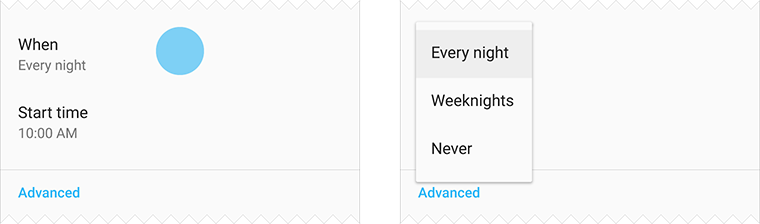 When
Every night
Start time
10:00 AM
Advanced
Every night
Weeknights
Never
Advanced